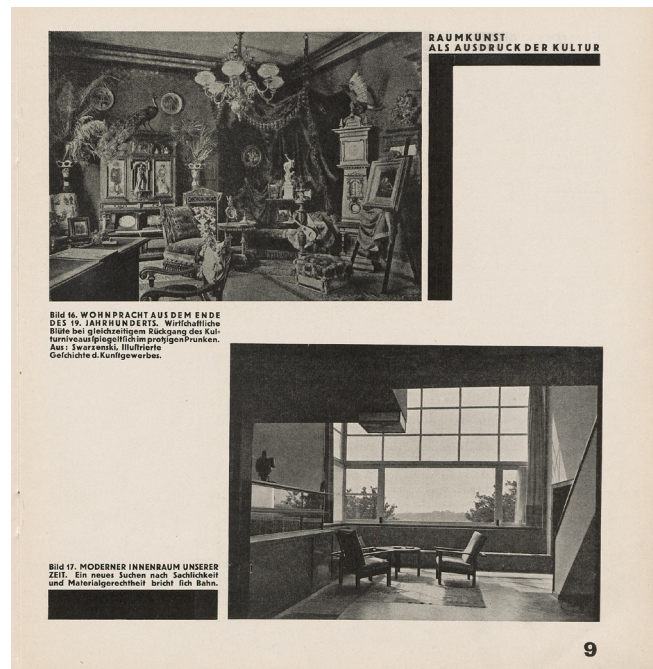 RAUMKUNST
ALS AUSDRUCK DER KULTUR
Bild 16. WOHNPRACHT AUS DEM ENDE
DES 19. JAHRHUNDERTS. Wirtſchaftliche
Blüte bei gleichzeitigem Rückgang des Kul-
turniveaus ſpiegelt ſich im protzigen Prunken.
Aus: Swarzenski, Illuſtrierte
Geſchichte d. Kunſtgewerbes.
Bild 17. MODERNER INNENRAUM UNSERER
ZEIT. Ein neues Suchen nach Sachlichkeit
und Materialgerechtheit bricht ſich Bahn.
9